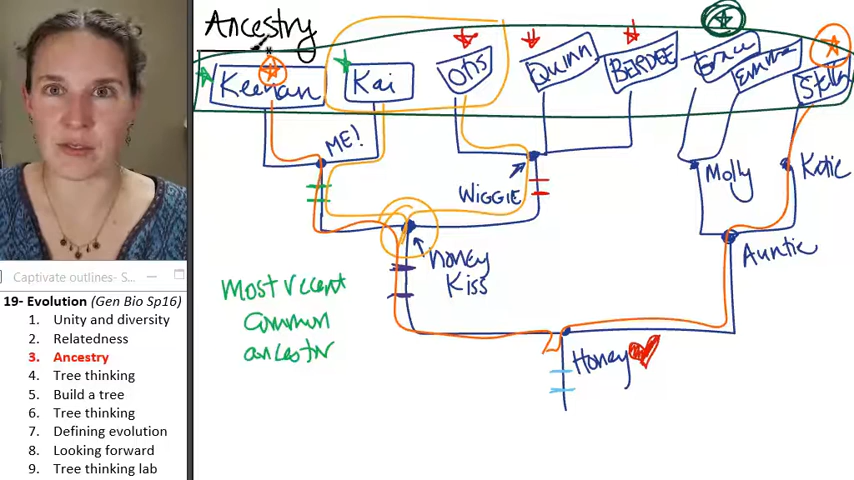 Ancestry
Keenan
Kai
Otis
Quinn
BERDEE
Grace
Emma
Stella
ME!
WIGGIE
Molly
Katie
Honey
Kiss
Auntie
most recent
common
ancestor
Honey
Captivate outlines- S...
19- Evolution (Gen Bio Sp16)
1. Unity and diversity
2. Relatedness
3. Ancestry
4. Tree thinking
5. Build a tree
6. Tree thinking
7. Defining evolution
8. Looking forward
9. Tree thinking lab